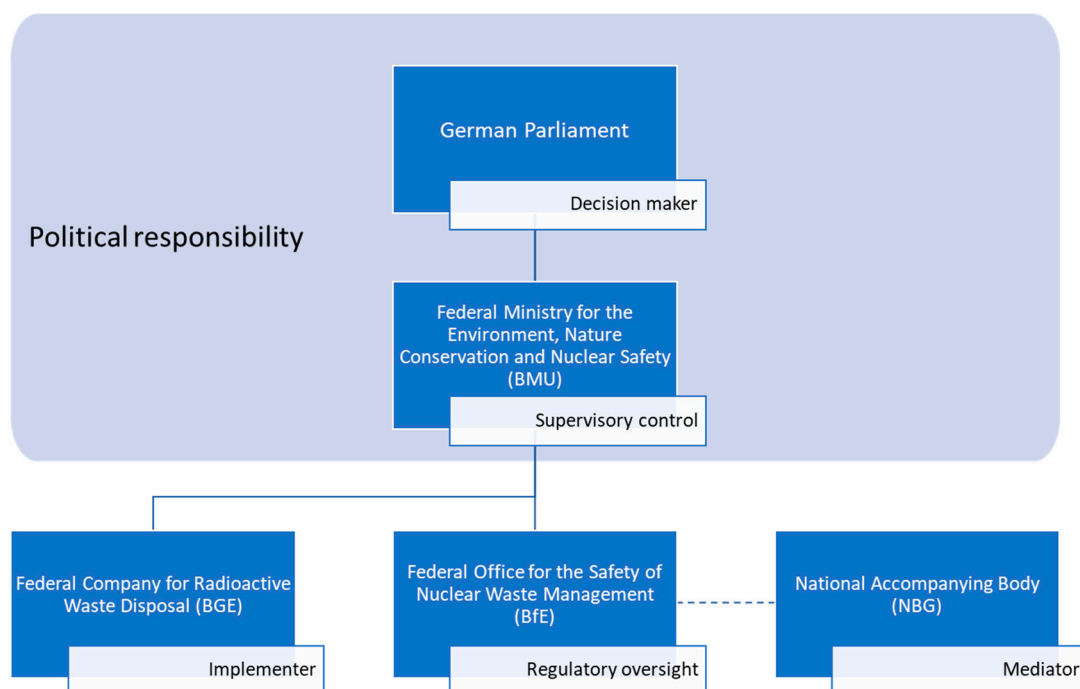 German Parliament
Decision maker
Political responsibility
Federal Ministry for the
Environment, Nature
Conservation and Nuclear Safety
(BMU)
Supervisory control
Federal Company for Radioactive
Waste Disposal (BGE)
Implementer
Federal Office for the Safety of
Nuclear Waste Management
(BfE)
Regulatory oversight
National Accompanying Body
(NBG)
Mediator